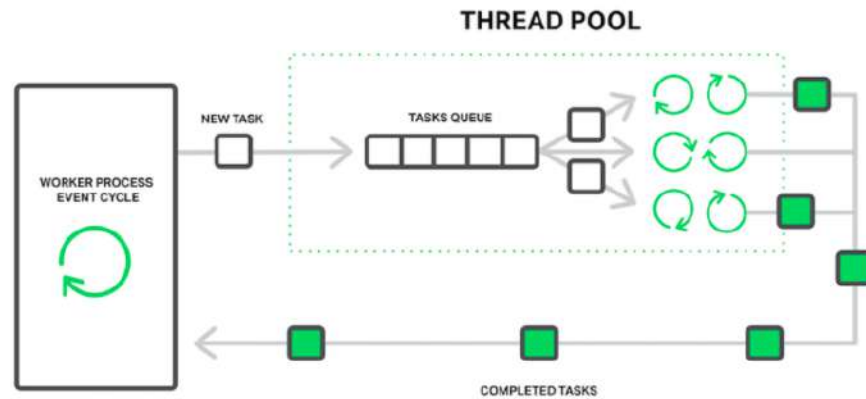 THREAD POOL
NEW TASK
TASKS QUEUE
WORKER PROCESS
EVENT CYCLE
COMPLETED TASKS